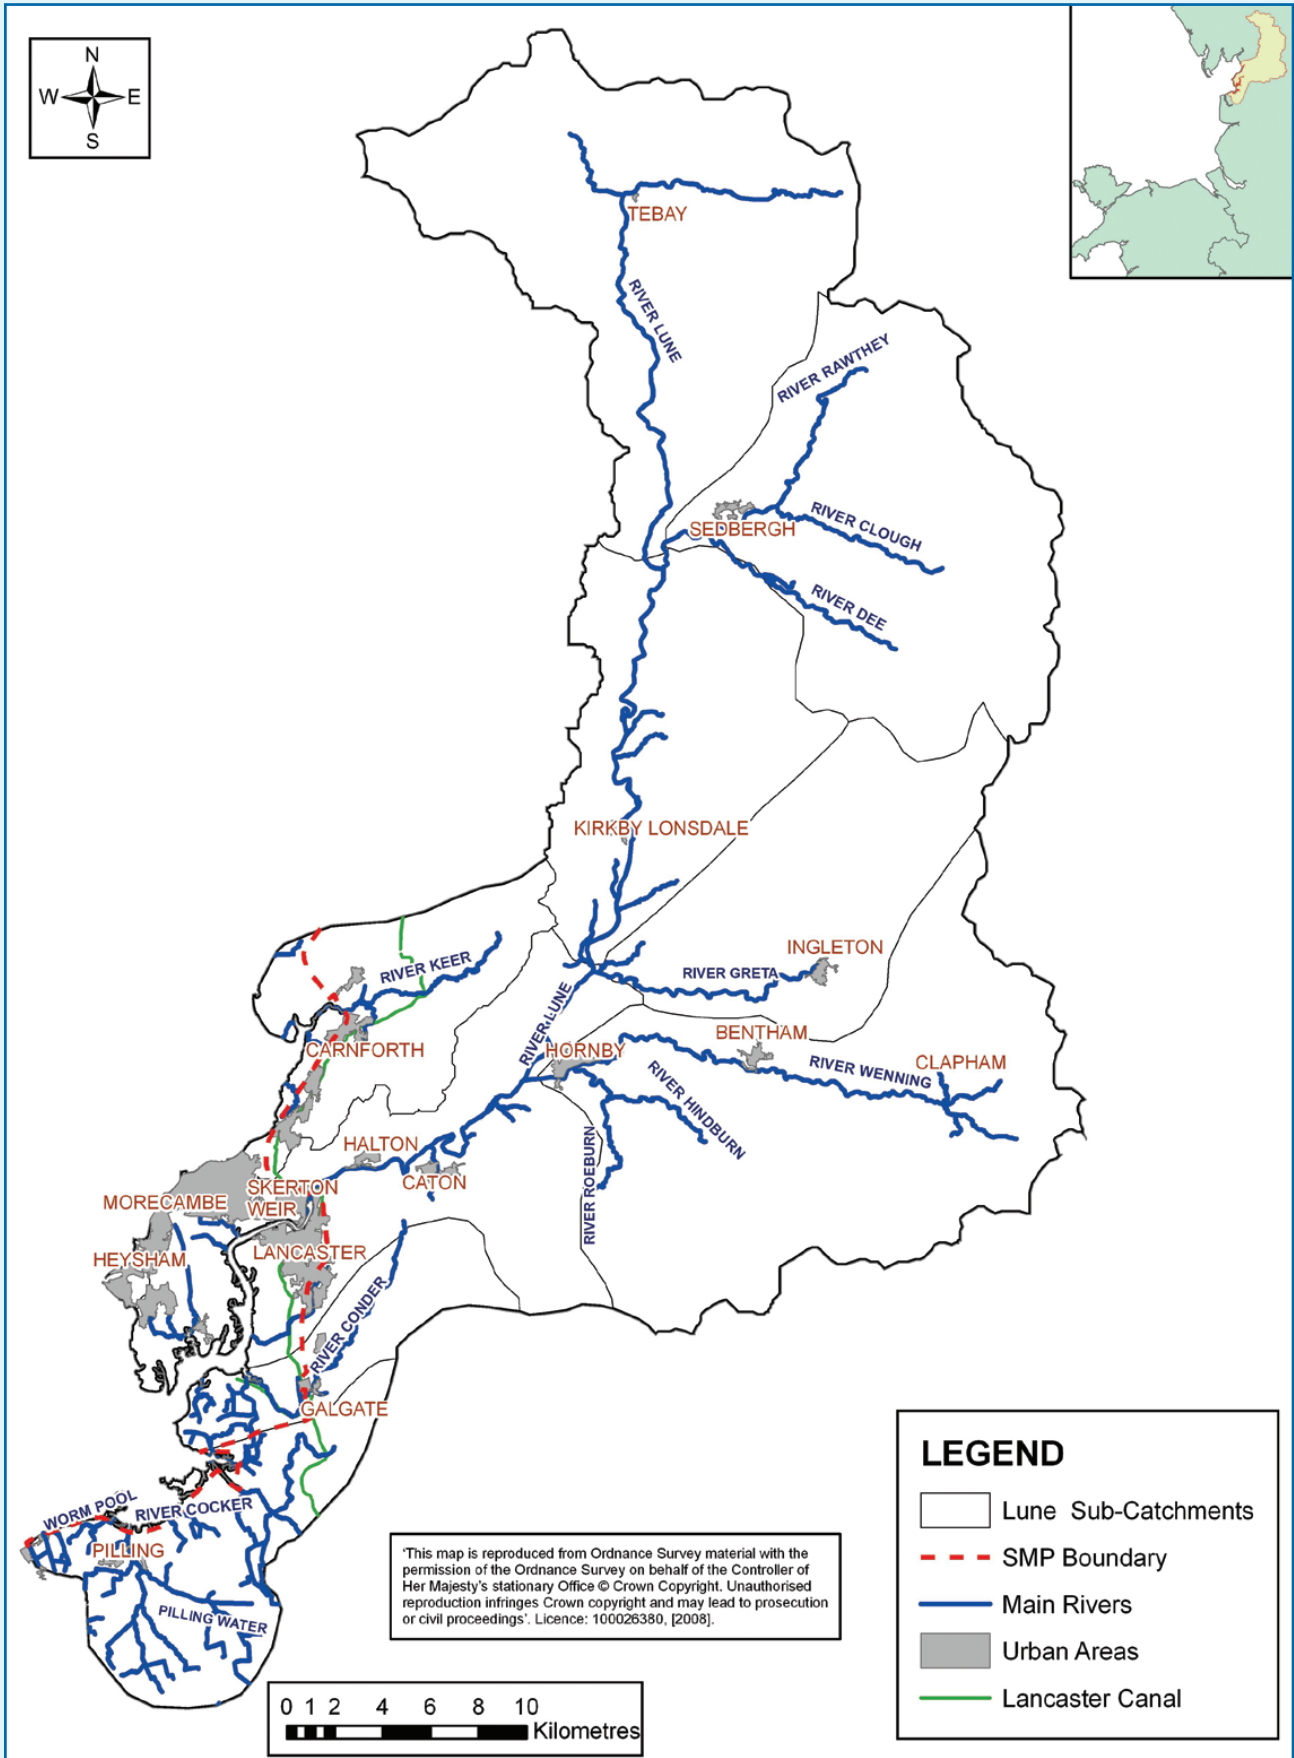 N
W E
S
TEBAY
RIVER LUNE
RIVER RAWTHEY
RIVER CLOUGH
SEDBERGH
RIVER DEE
KIRKBY LONSDALE
INGLETON
RIVER GRETA
RIVER KEER
RIVER LUNE
BENTHAM
HORNBY
CARNFORTH
CLAPHAM
RIVER WENNING
RIVER HINDBURN
RIVER ROEBURN
HALTON
CATON
SKERTON
WEIR
MORECAMBE
LANCASTER
HEYSHAM
RIVER CONDER
GALGATE
WORM POOL
RIVER COCKER
PILLING
PILLING WATER
'This map is reproduced from Ordnance Survey material with the
permission of the Ordnance Survey on behalf of the Controller of
Her Majesty's stationary Office © Crown Copyright. Unauthorised
reproduction infringes Crown copyright and may lead to prosecution
or civil proceedings'. Licence: 100026380, [2008].
0 1 2 4 6 8 10
Kilometres
LEGEND
Lune Sub-Catchments
SMP Boundary
Main Rivers
Urban Areas
Lancaster Canal